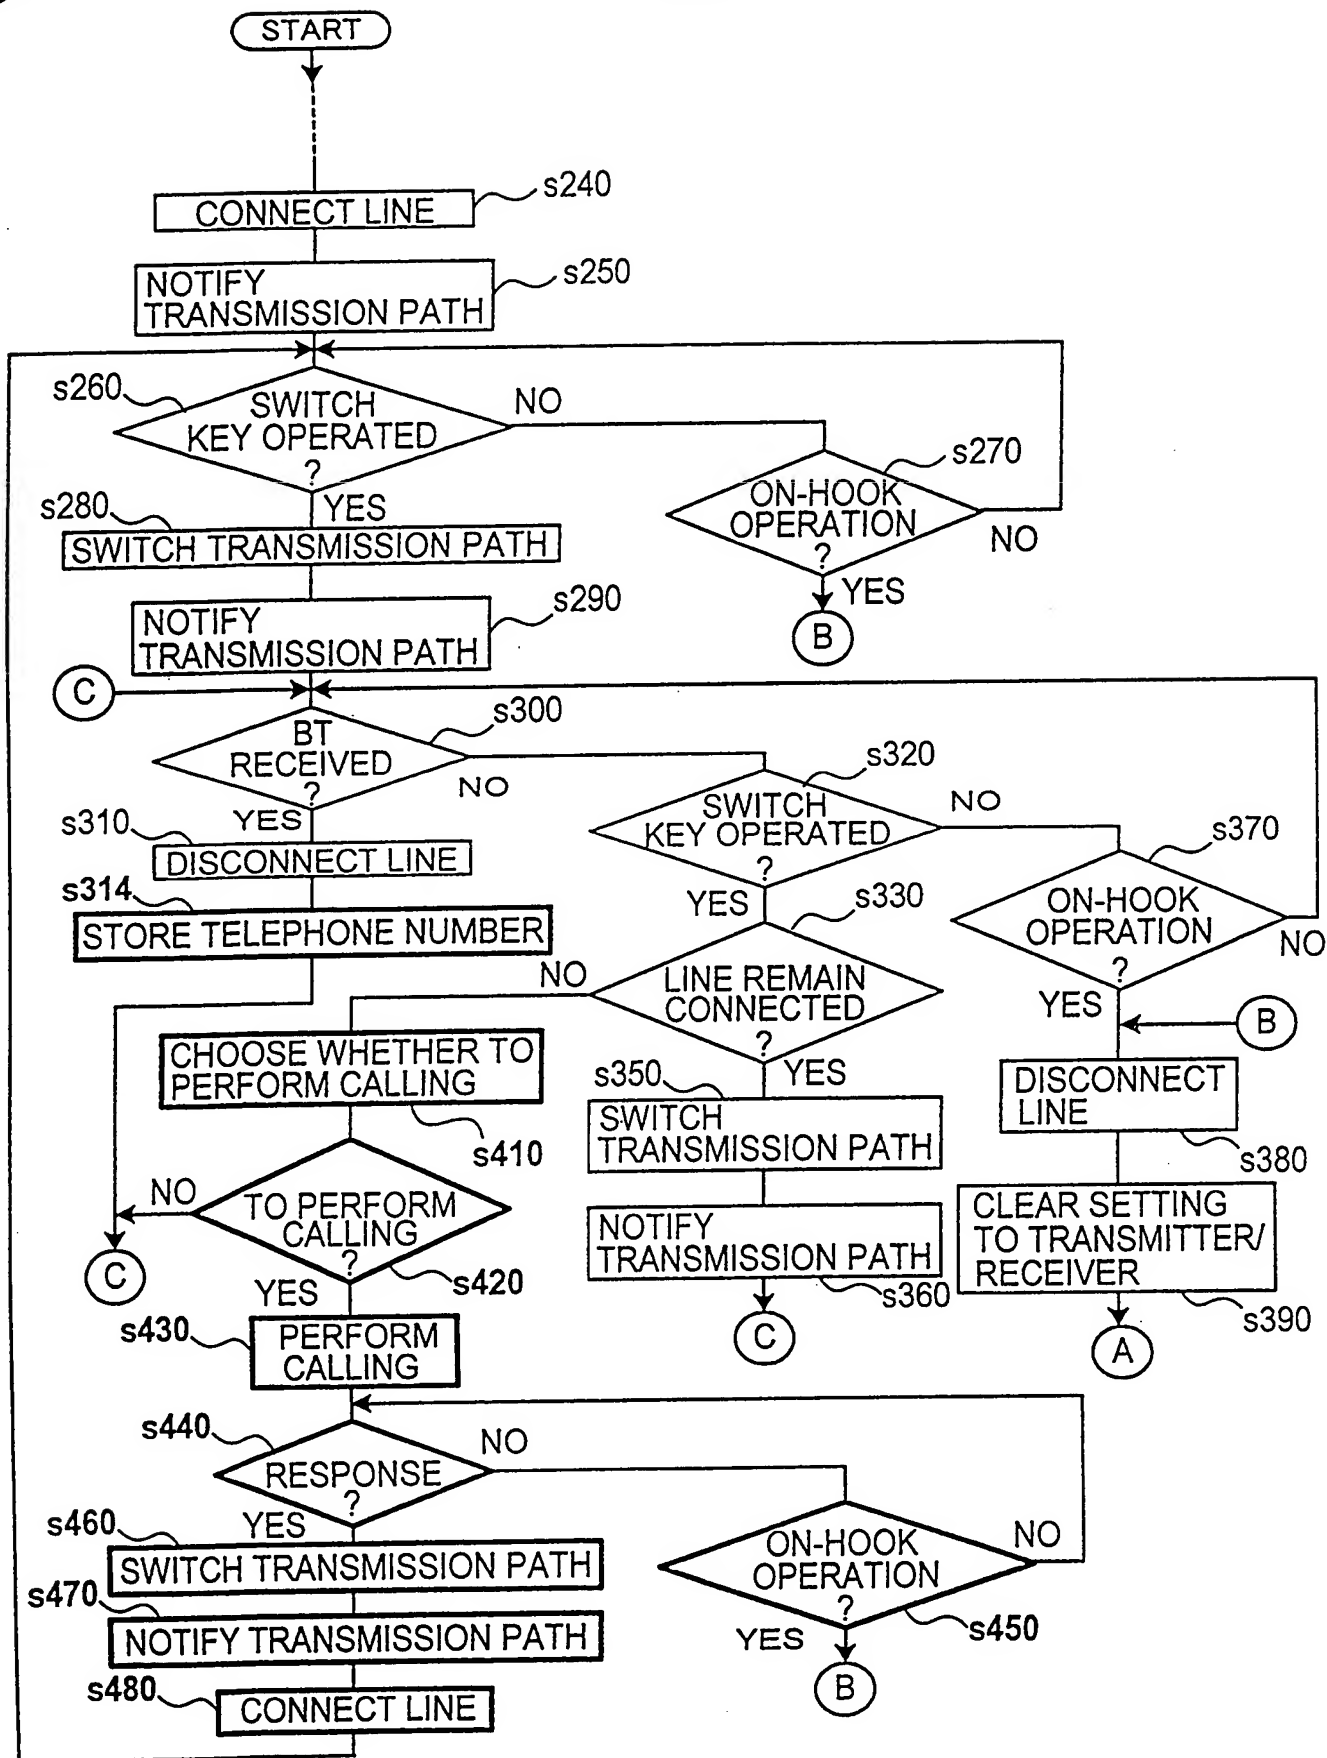 START
s240
CONNECT LINE
s250
NOTIFY
TRANSMISSION PATH
s260
SWITCH
KEY OPERATED
?
NO
YES
s270
ON-HOOK
OPERATION
?
NO
YES
B
s280
SWITCH TRANSMISSION PATH
s290
NOTIFY
TRANSMISSION PATH
C
s300
BT
RECEIVED
?
NO
YES
s310
DISCONNECT LINE
s314
STORE TELEPHONE NUMBER
s320
SWITCH
KEY OPERATED
?
NO
YES
s330
LINE REMAIN
CONNECTED
?
NO
YES
s370
ON-HOOK
OPERATION
?
NO
YES
B
s350
SWITCH
TRANSMISSION PATH
NOTIFY
TRANSMISSION PATH
s360
C
DISCONNECT
LINE
s380
CLEAR SETTING
TO TRANSMITTER/
RECEIVER
s390
A
CHOOSE WHETHER TO
PERFORM CALLING
s410
TO PERFORM
CALLING
?
s420
NO
C
YES
s430
PERFORM
CALLING
s440
RESPONSE
?
NO
YES
ON-HOOK
OPERATION
?
s450
NO
YES
B
s460
SWITCH TRANSMISSION PATH
s470
NOTIFY TRANSMISSION PATH
s480
CONNECT LINE